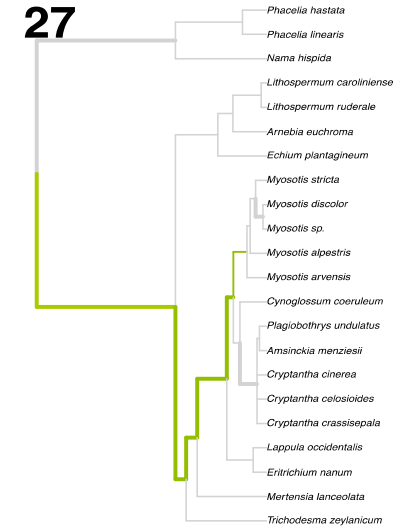 27
Phacelia hastata
Phacelia linearis
Nama hispida
Lithospermum caroliniense
Lithospermum ruderale
Arnebia euchroma
Echium plantagineum
Myosotis stricta
Myosotis discolor
Myosotis sp.
Myosotis alpestris
Myosotis arvensis
Cynoglossum coeruleum
Plagiobothrys undulatus
Amsinckia menziesii
Cryptantha cinerea
Cryptantha celosioides
Cryptantha crassisepala
Lappula occidentalis
Eritrichium nanum
Mertensia lanceolata
Trichodesma zeylanicum